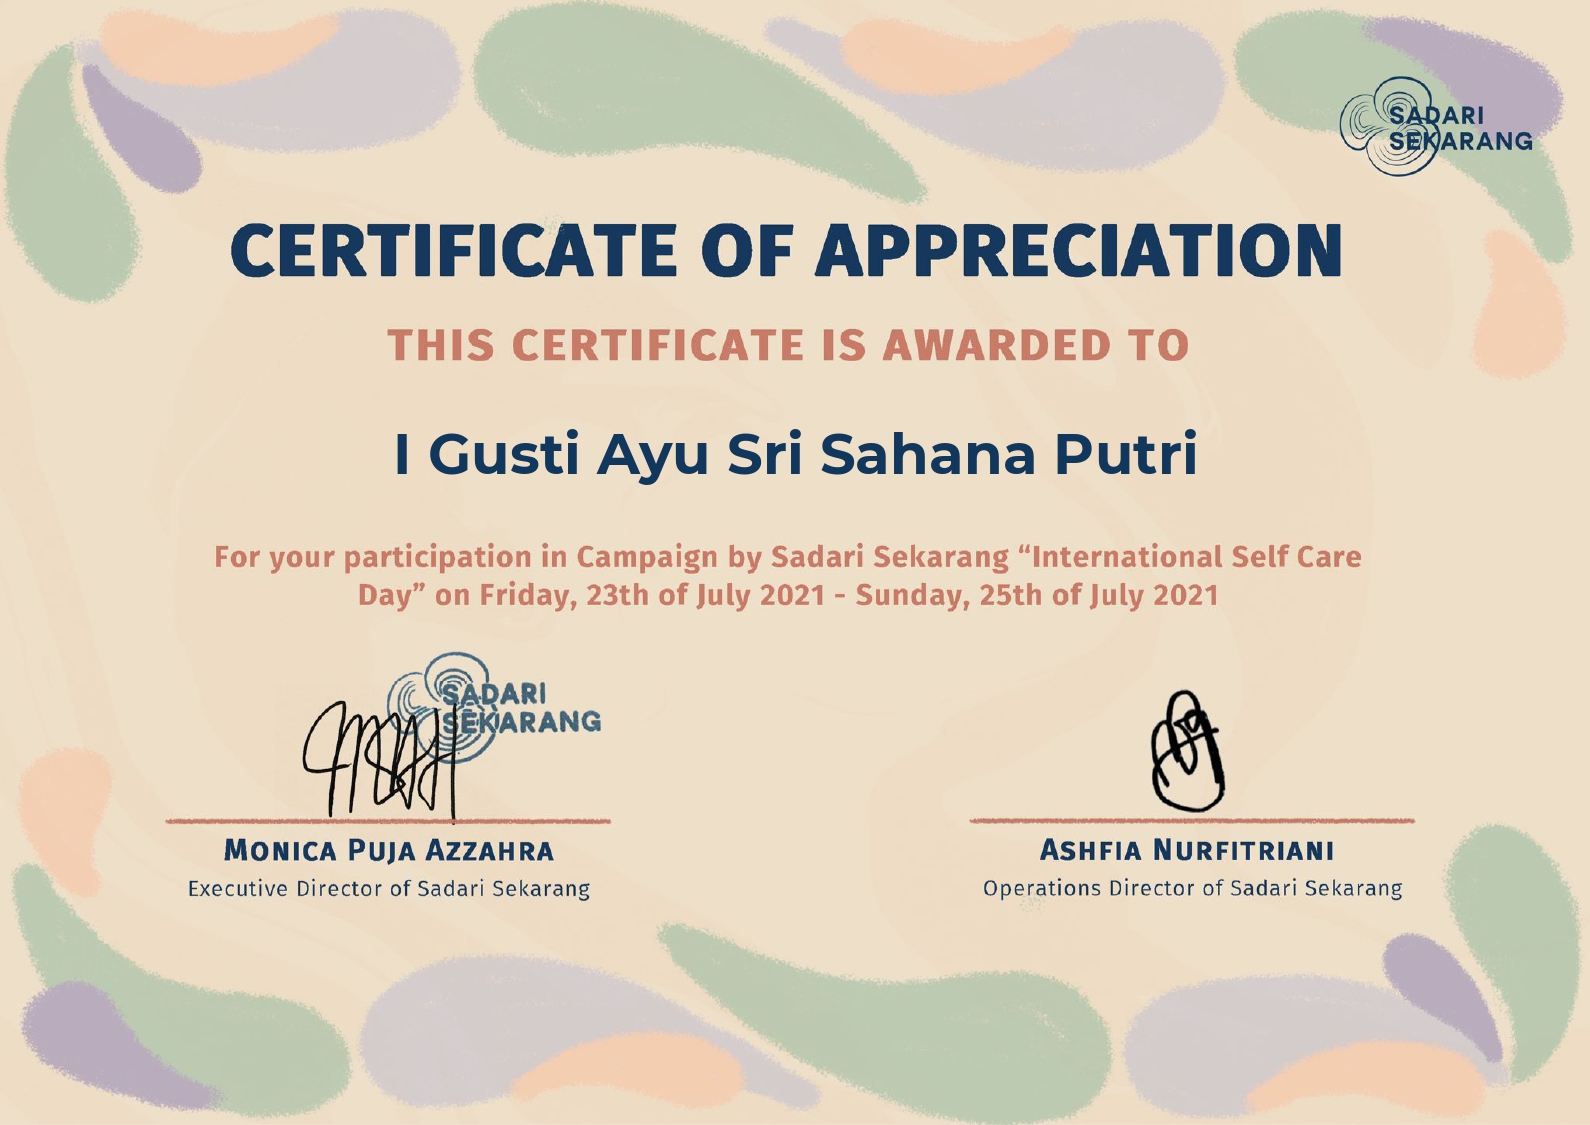 SADARI
SEKARANG
CERTIFICATE OF APPRECIATION
THIS CERTIFICATE IS AWARDED TO
I Gusti Ayu Sri Sahana Putri
For your participation in Campaign by Sadari Sekarang “International Self Care
Day” on Friday, 23th of July 2021 - Sunday, 25th of July 2021
SADARI
SEKARANG
MONICA PUJA AZZAHRA
Executive Director of Sadari Sekarang
ASHFIA NURFITRIANI
Operations Director of Sadari Sekarang